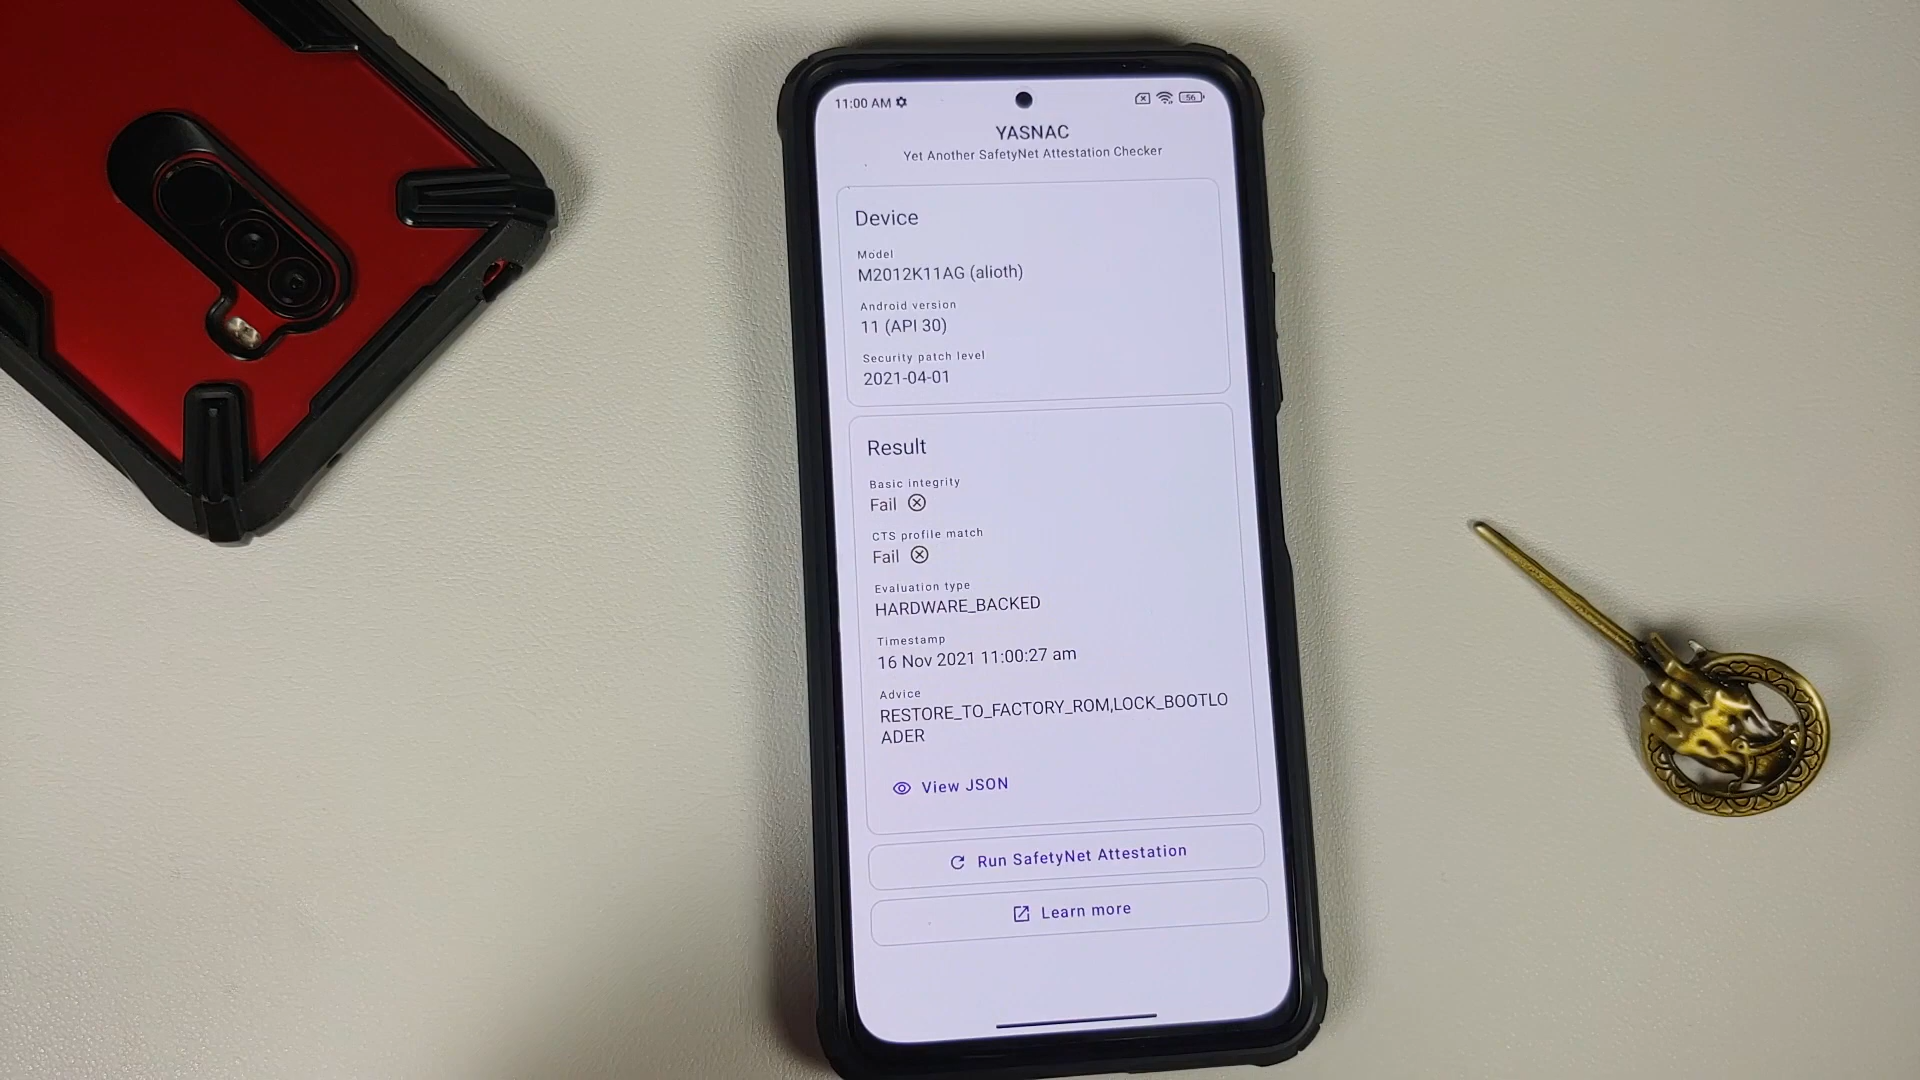 11:00 AM
56
YASNAC
Yet Another SafetyNet Attestation Checker
Device
Model
M2012K11AG (alioth)
Android version
11 (API 30)
Security patch level
2021-04-01
Result
Basic integrity
Fail
CTS profile match
Fail
Evaluation type
HARDWARE_BACKED
Timestamp
16 Nov 2021 11:00:27 am
Advice
RESTORE_TO_FACTORY_ROM,LOCK_BOOTLO
ADER
View JSON
Run SafetyNet Attestation
Learn more